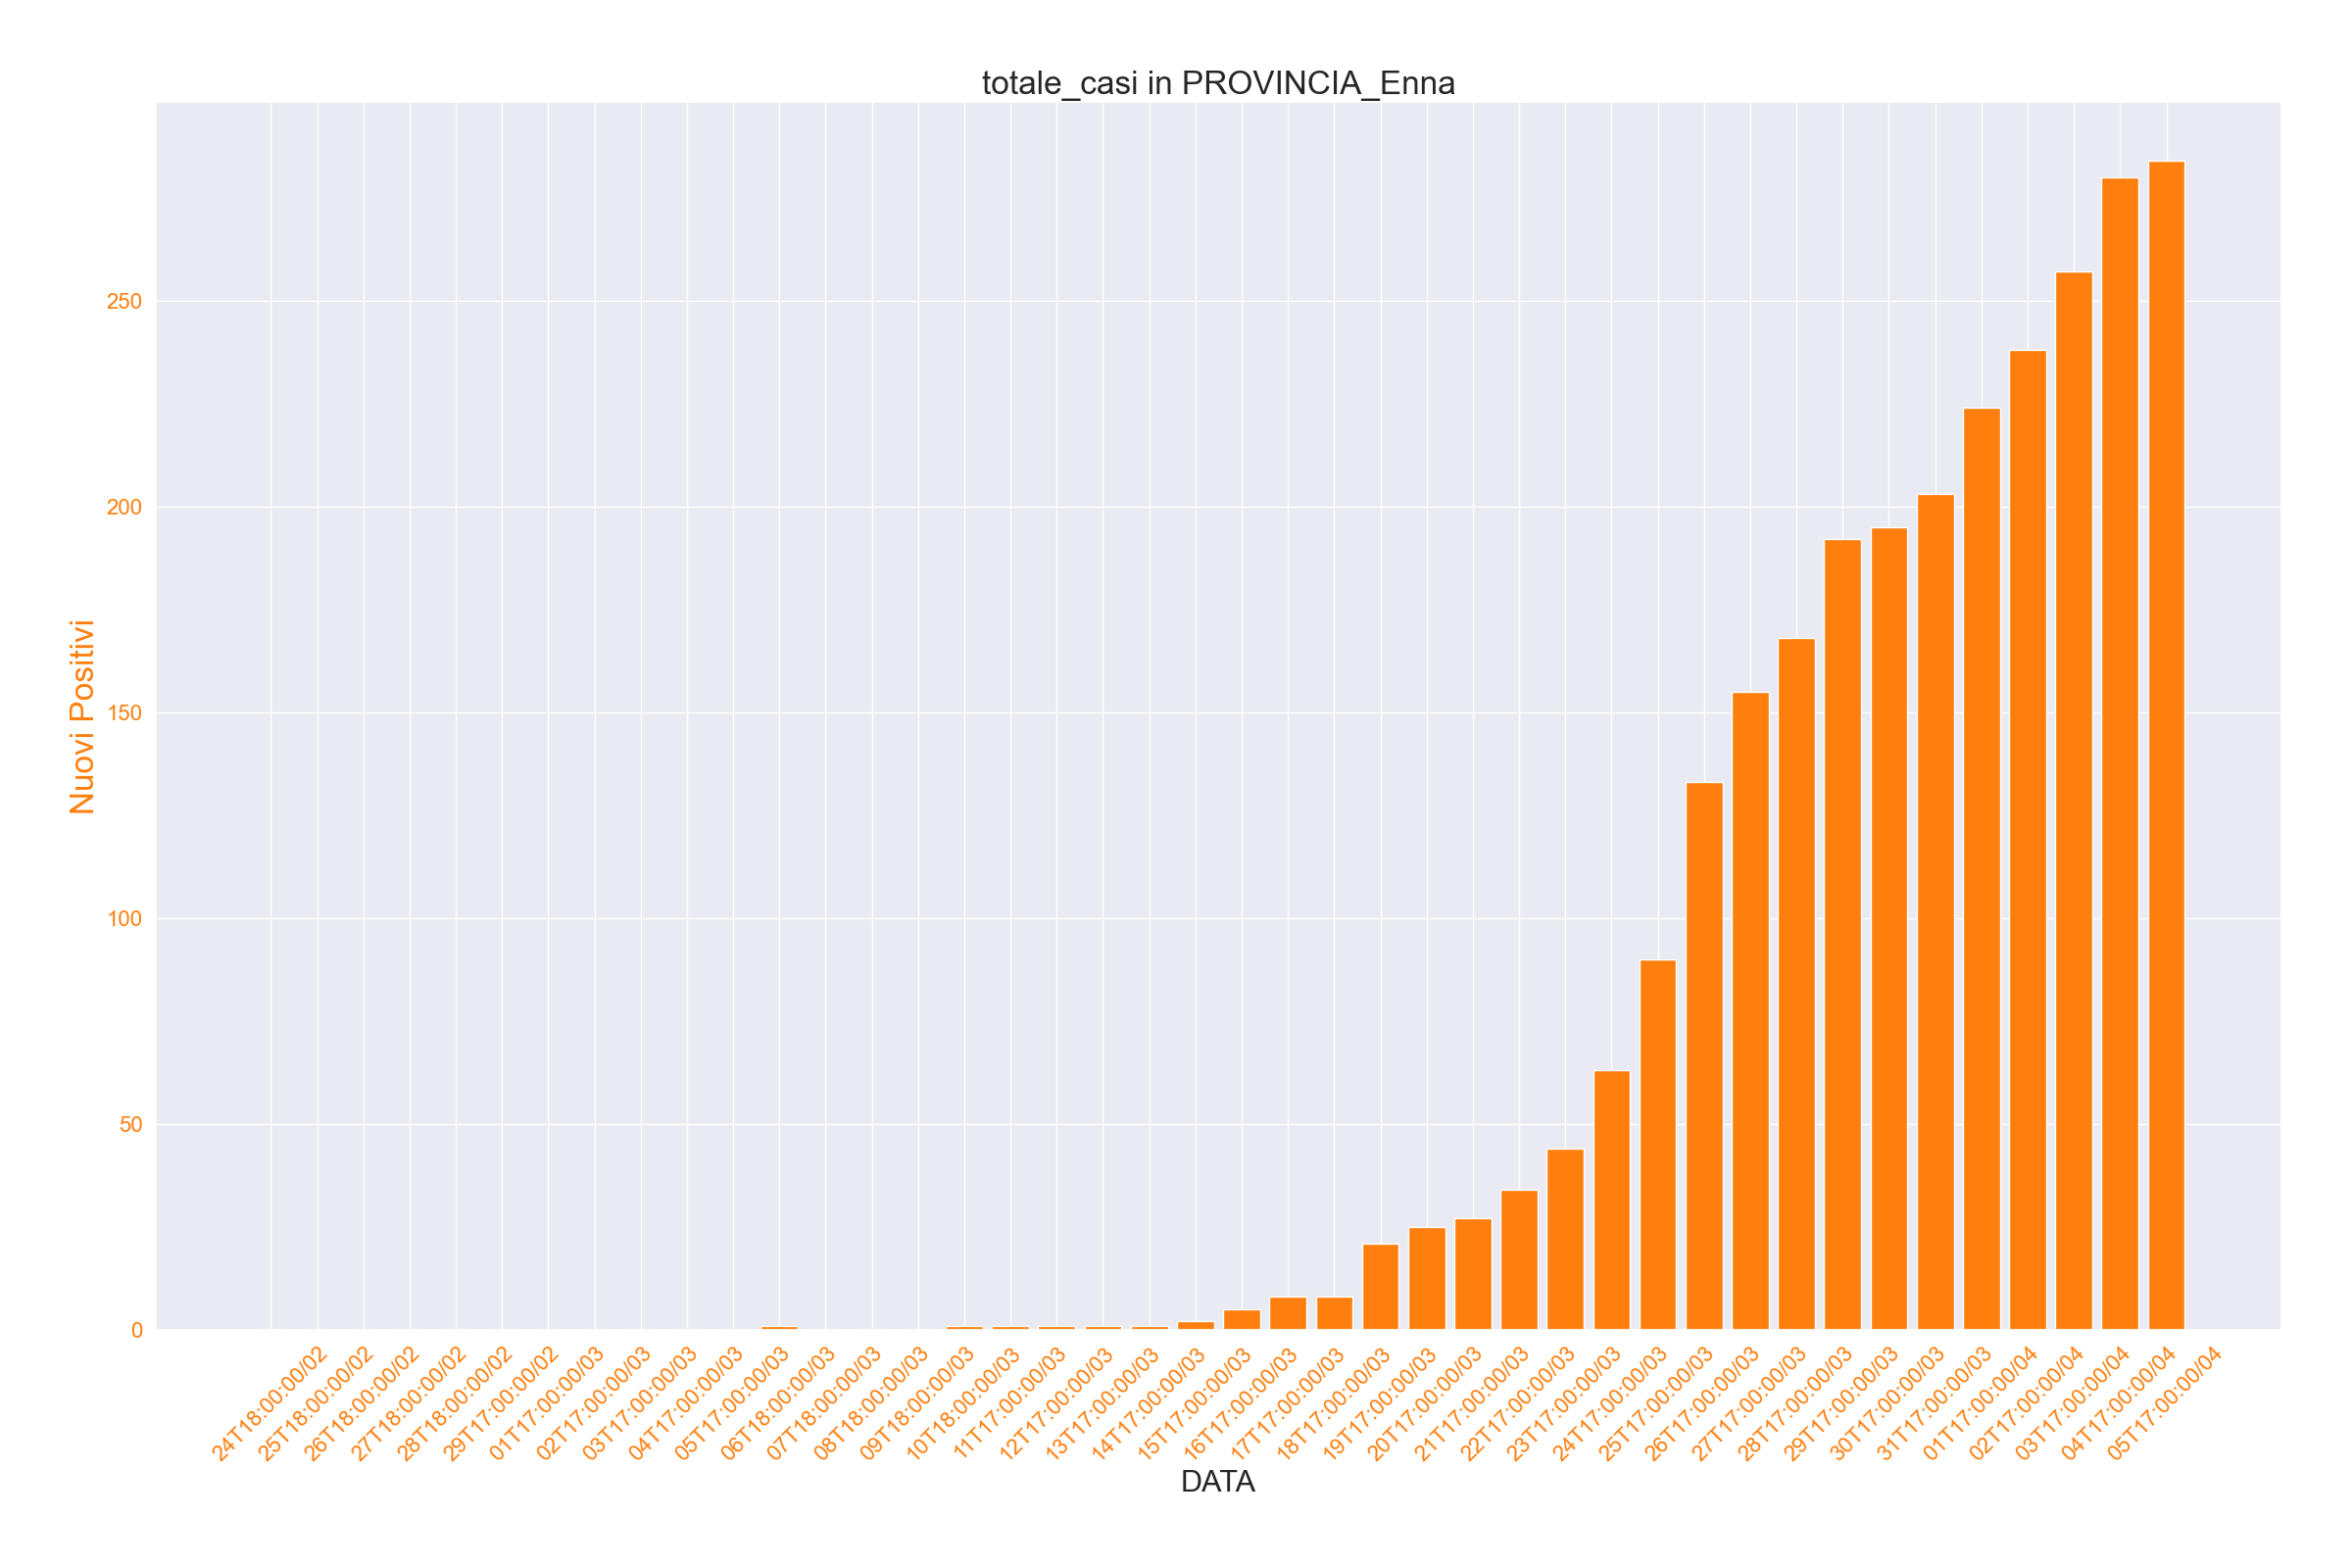 totale_casi in PROVINCIA_Enna
Nuovi Positivi
250
200
150
100
50
0
24T18:00:00/02
25T18:00:00/02
26T18:00:00/02
27T18:00:00/02
28T18:00:00/02
29T17:00:00/02
01T17:00:00/03
02T17:00:00/03
03T17:00:00/03
04T17:00:00/03
05T17:00:00/03
06T18:00:00/03
07T18:00:00/03
08T18:00:00/03
09T18:00:00/03
10T18:00:00/03
11T17:00:00/03
12T17:00:00/03
13T17:00:00/03
14T17:00:00/03
15T17:00:00/03
16T17:00:00/03
17T17:00:00/03
18T17:00:00/03
19T17:00:00/03
20T17:00:00/03
21T17:00:00/03
22T17:00:00/03
23T17:00:00/03
24T17:00:00/03
25T17:00:00/03
26T17:00:00/03
27T17:00:00/03
28T17:00:00/03
29T17:00:00/03
30T17:00:00/03
31T17:00:00/03
01T17:00:00/04
02T17:00:00/04
03T17:00:00/04
04T17:00:00/04
05T17:00:00/04
DATA